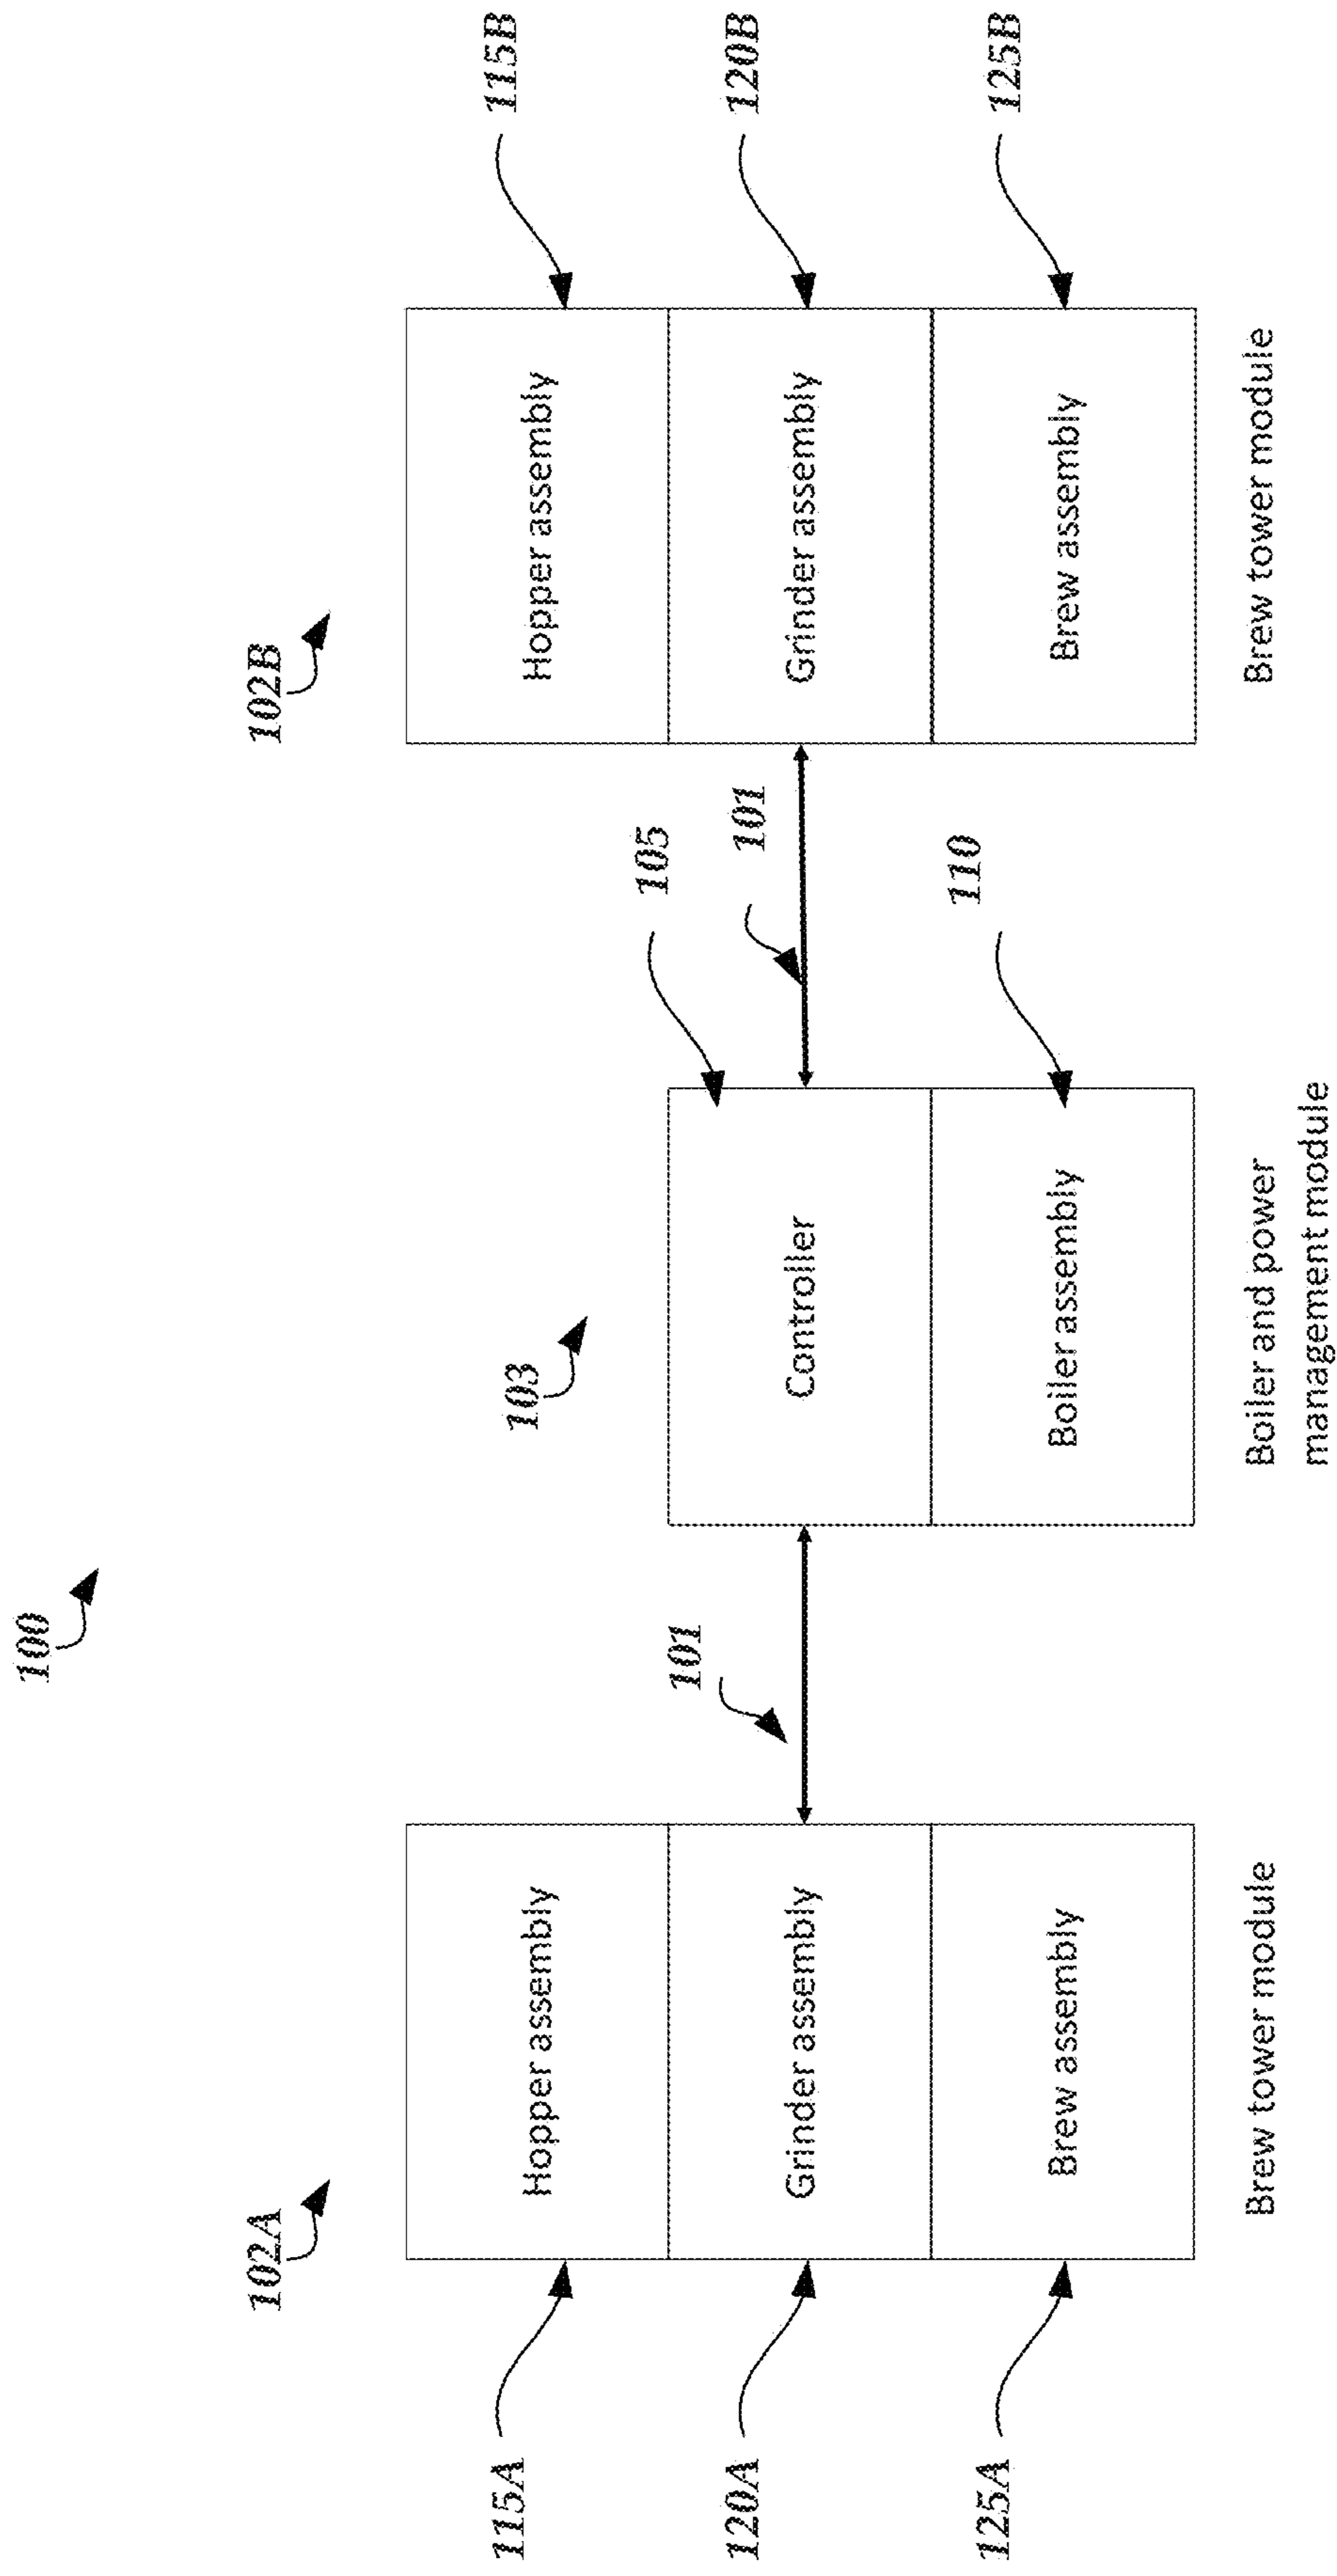 100
102A
102B
103
115A
Hopper assembly
Hopper assembly
115B
101
105
101
120A
Grinder assembly
Controller
Grinder assembly
120B
110
125A
Brew assembly
Boiler assembly
Brew assembly
125B
Brew tower module
Boiler and power
management module
Brew tower module